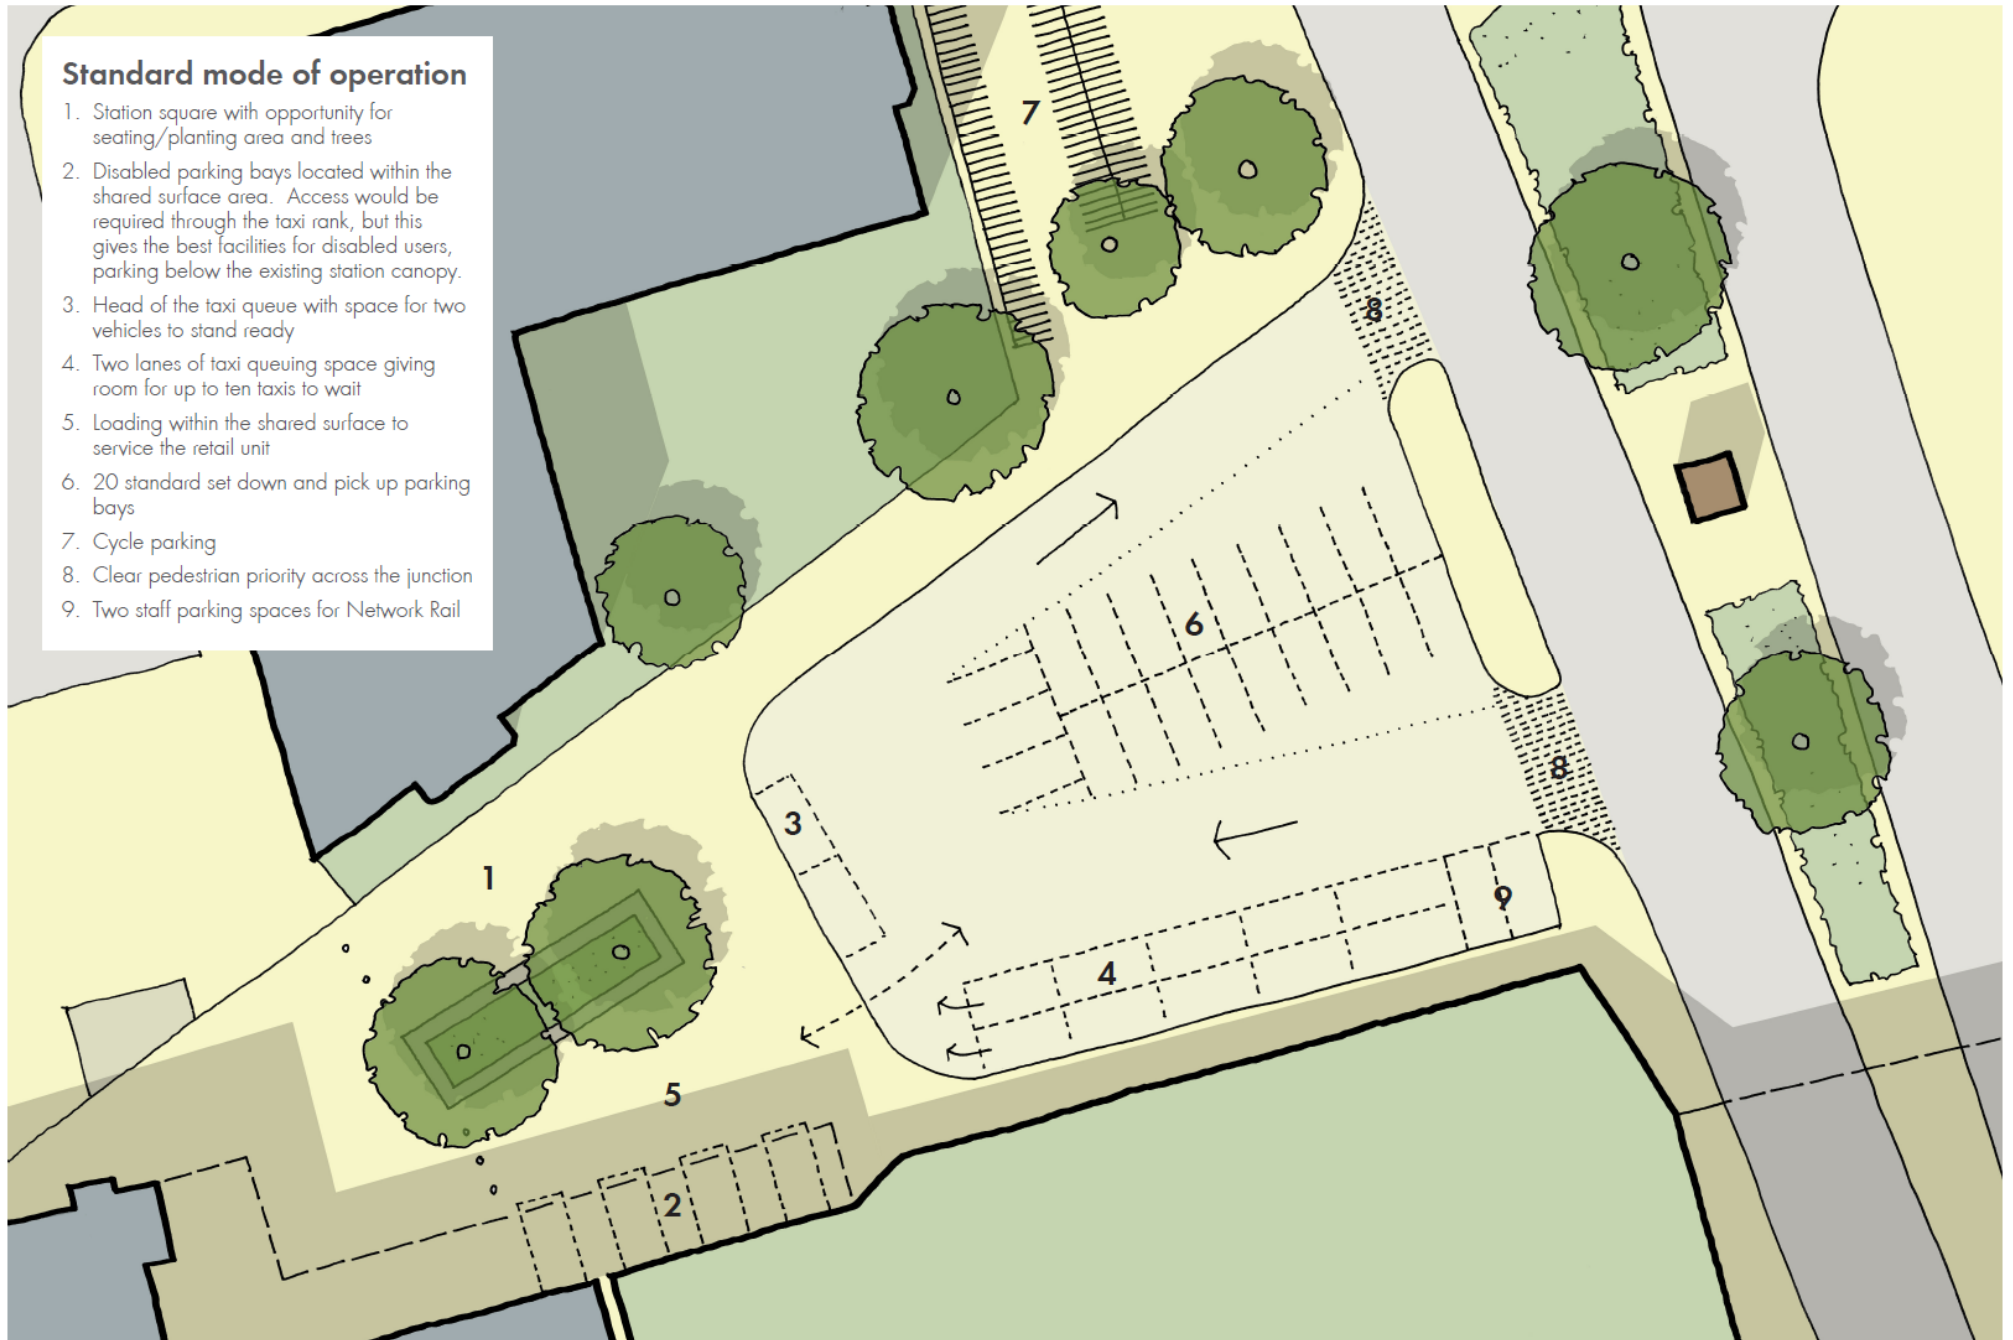 Standard mode of operation
1. Station square with opportunity for
seating/planting area and trees
2. Disabled parking bays located within the
shared surface area. Access would be
required through the taxi rank, but this
gives the best facilities for disabled users,
parking below the existing station canopy.
3. Head of the taxi queue with space for two
vehicles to stand ready
4. Two lanes of taxi queuing space giving
room for up to ten taxis to wait
5. Loading within the shared surface to
service the retail unit
6. 20 standard set down and pick up parking
bays
7. Cycle parking
8. Clear pedestrian priority across the junction
9. Two staff parking spaces for Network Rail
7
8
6
8
3
1
9
4
5
2